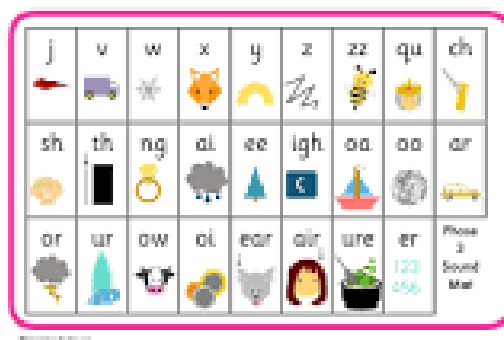 j v w x y z zz qu ch
sh th ng ai ee igh oa oo ar
or ur ow oi ear air ure er Phase 3 Sound Mat
123
456